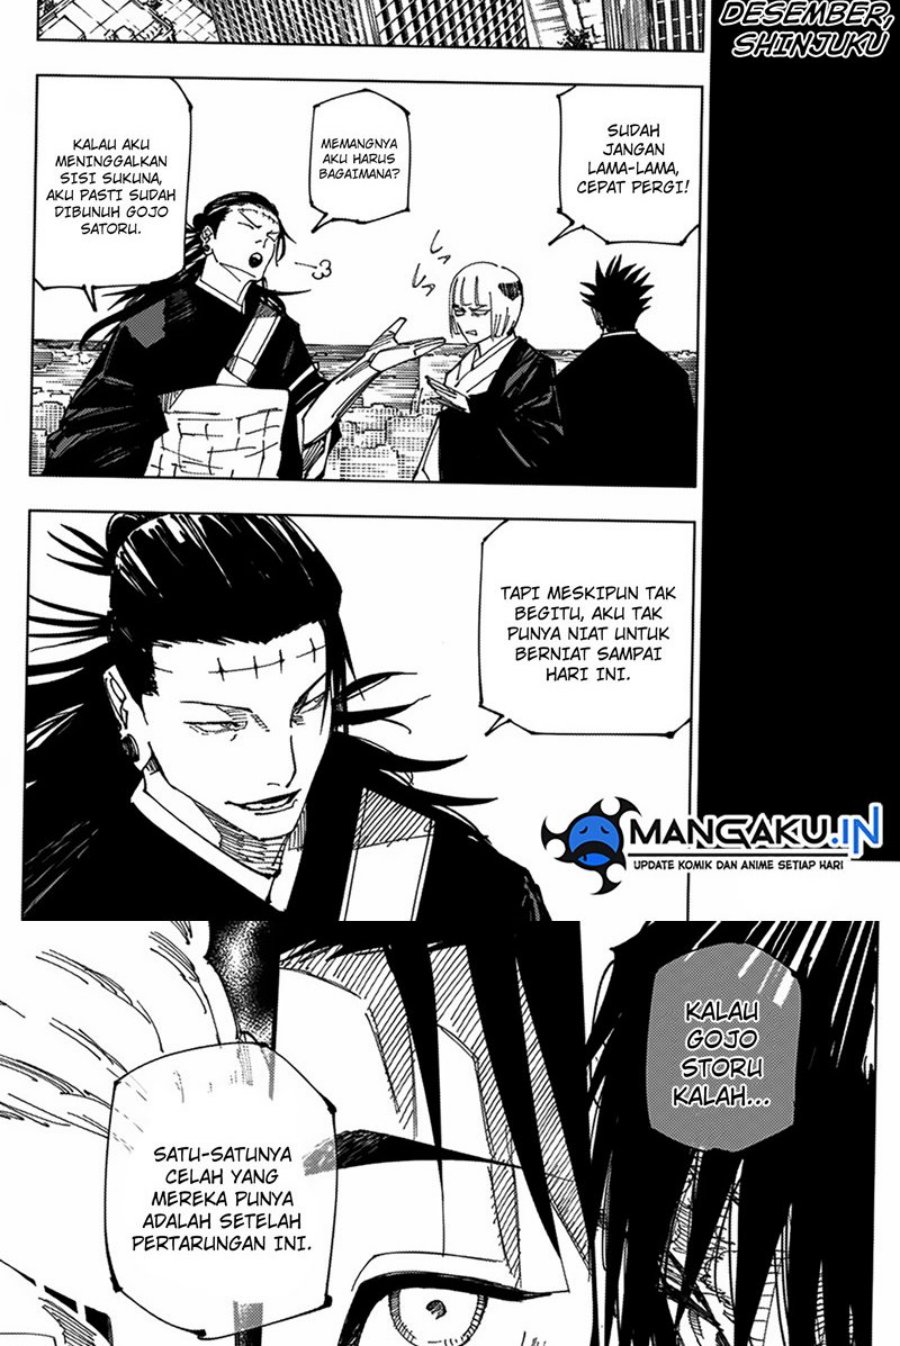 DESEMBER,
SHINJUKU
SUDAH
JANGAN
LAMA-LAMA,
CEPAT PERGI!
MEMANGNYA
AKU HARUS
BAGAIMANA?
KALAU AKU
MENINGGALKAN
SISI SUKUNA,
AKU PASTI SUDAH
DIBUNUH GOJO
SATORU.
TAPI MESKIPUN TAK
BEGITU, AKU TAK
PUNYA NIAT UNTUK
BERNIAT SAMPAI
HARI INI.
MANGAKU.IN
UPDATE KOMIK DAN ANIME SETIAP HARI
KALAU
GOJO
STORU
KALAH...
SATU-SATUNYA
CELAH YANG
MEREKA PUNYA
ADALAH SETELAH
PERTARUNGAN INI.